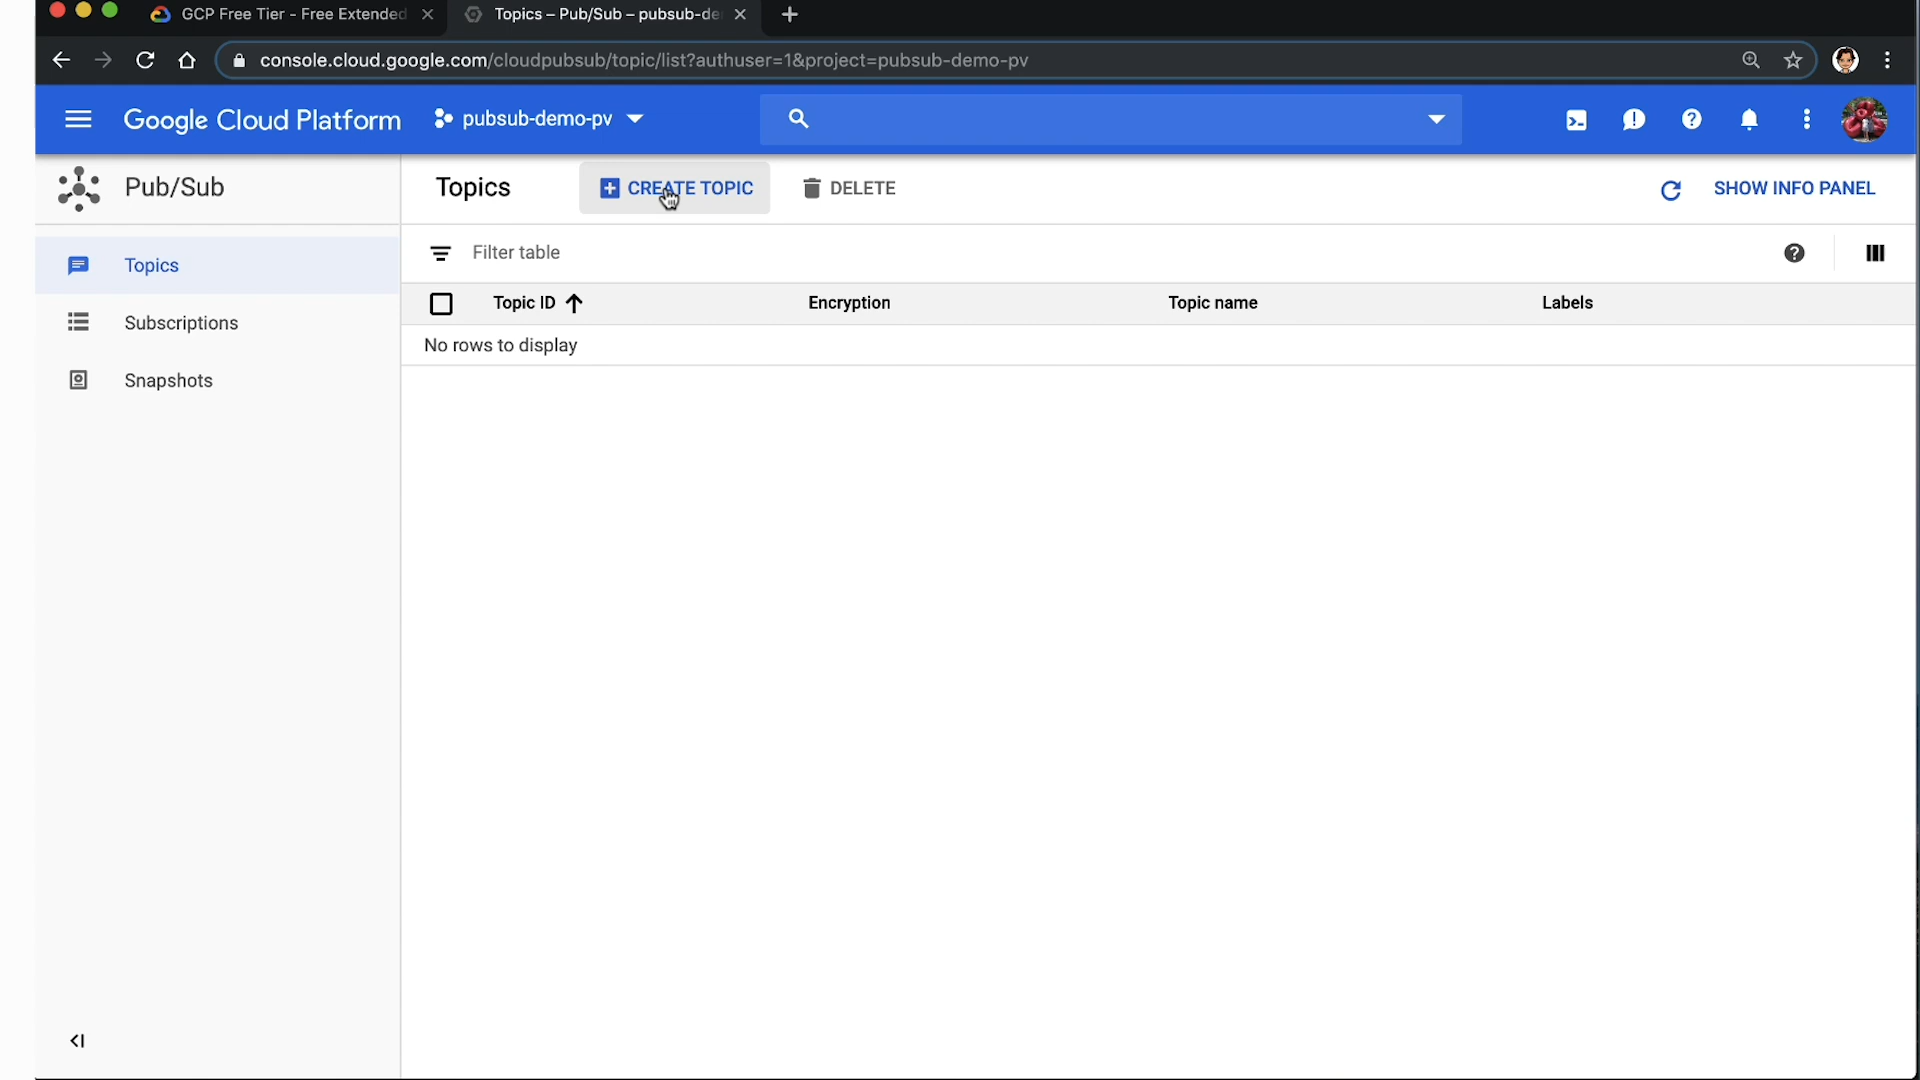 GCP Free Tier - Free Extended
Topics – Pub/Sub – pubsub-de
console.cloud.google.com/cloudpubsub/topic/list?authuser=1&project=pubsub-demo-pv
Google Cloud Platform
pubsub-demo-pv
Pub/Sub
Topics
CREATE TOPIC
DELETE
SHOW INFO PANEL
Topics
Subscriptions
Snapshots
Filter table
Topic ID
Encryption
Topic name
Labels
No rows to display